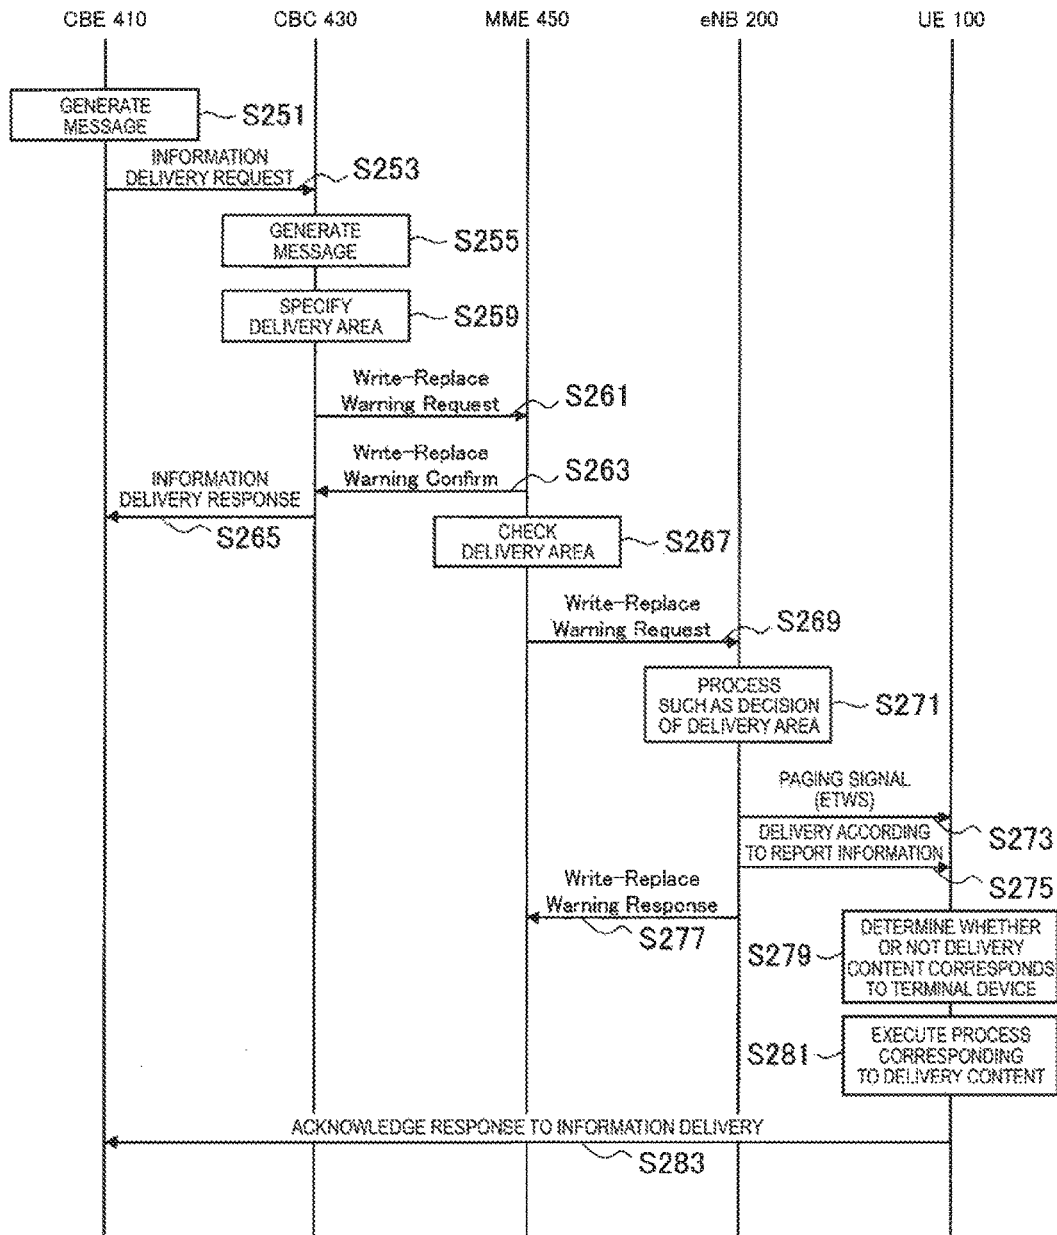 CBE 410
CBC 430
MME 450
eNB 200
UE 100
GENERATE
MESSAGE
S251
INFORMATION
DELIVERY REQUEST
S253
GENERATE
MESSAGE
S255
SPECIFY
DELIVERY AREA
S259
Write-Replace
Warning Request
S261
Write-Replace
Warning Confirm
S263
INFORMATION
DELIVERY RESPONSE
S265
CHECK
DELIVERY AREA
S267
Write-Replace
Warning Request
S269
PROCESS
SUCH AS DECISION
OF DELIVERY AREA
S271
PAGING SIGNAL
(ETWS)
S273
DELIVERY ACCORDING
TO REPORT INFORMATION
S275
Write-Replace
Warning Response
S277
DETERMINE WHETHER
OR NOT DELIVERY
CONTENT CORRESPONDS
TO TERMINAL DEVICE
S279
EXECUTE PROCESS
CORRESPONDING
TO DELIVERY CONTENT
S281
ACKNOWLEDGE RESPONSE TO INFORMATION DELIVERY
S283